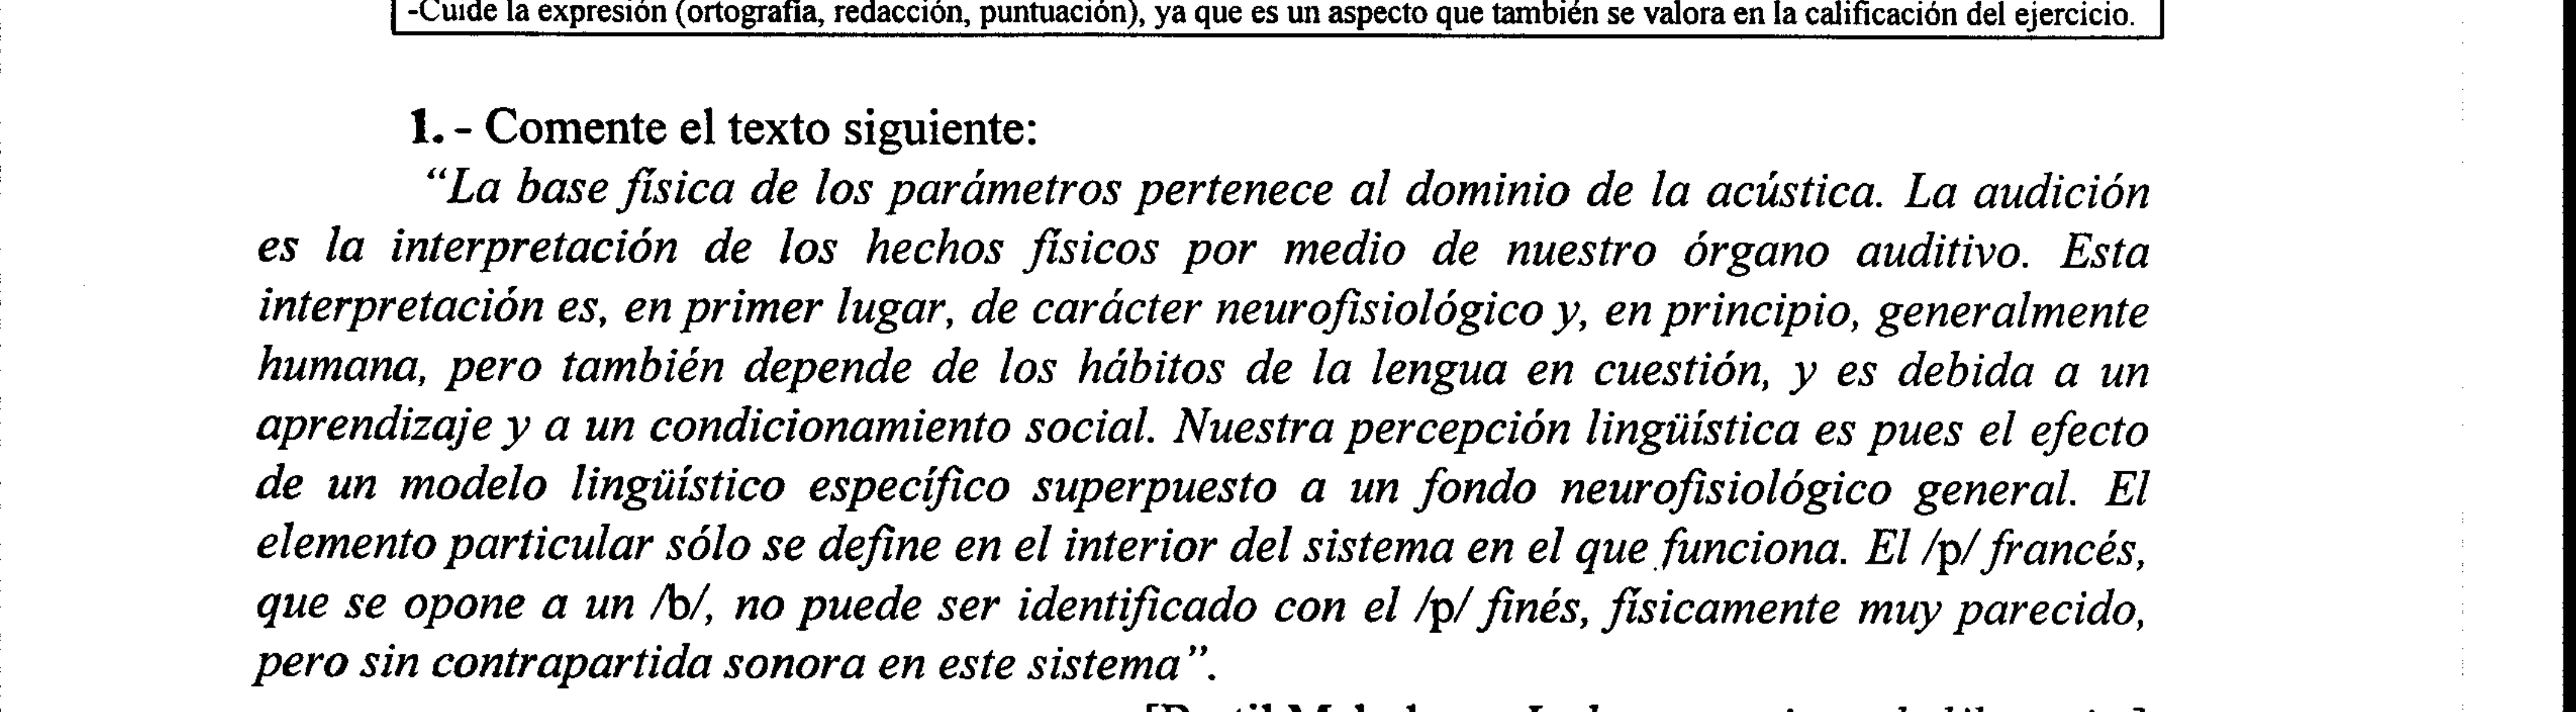 -Cuide la expresión (ortografía, redacción, puntuación), ya que es un aspecto que también se valora en la calificación del ejercicio.
1. - Comente el texto siguiente:
“La base física de los parámetros pertenece al dominio de la acústica. La audición
es la interpretación de los hechos físicos por medio de nuestro órgano auditivo. Esta
interpretación es, en primer lugar, de carácter neurofisiológico y, en principio, generalmente
humana, pero también depende de los hábitos de la lengua en cuestión, y es debida a un
aprendizaje y a un condicionamiento social. Nuestra percepción lingüística es pues el efecto
de un modelo lingüístico específico superpuesto a un fondo neurofisiológico general. El
elemento particular sólo se define en el interior del sistema en el que funciona. El /p/ francés,
que se opone a un /b/, no puede ser identificado con el /p/ finés, físicamente muy parecido,
pero sin contrapartida sonora en este sistema”.